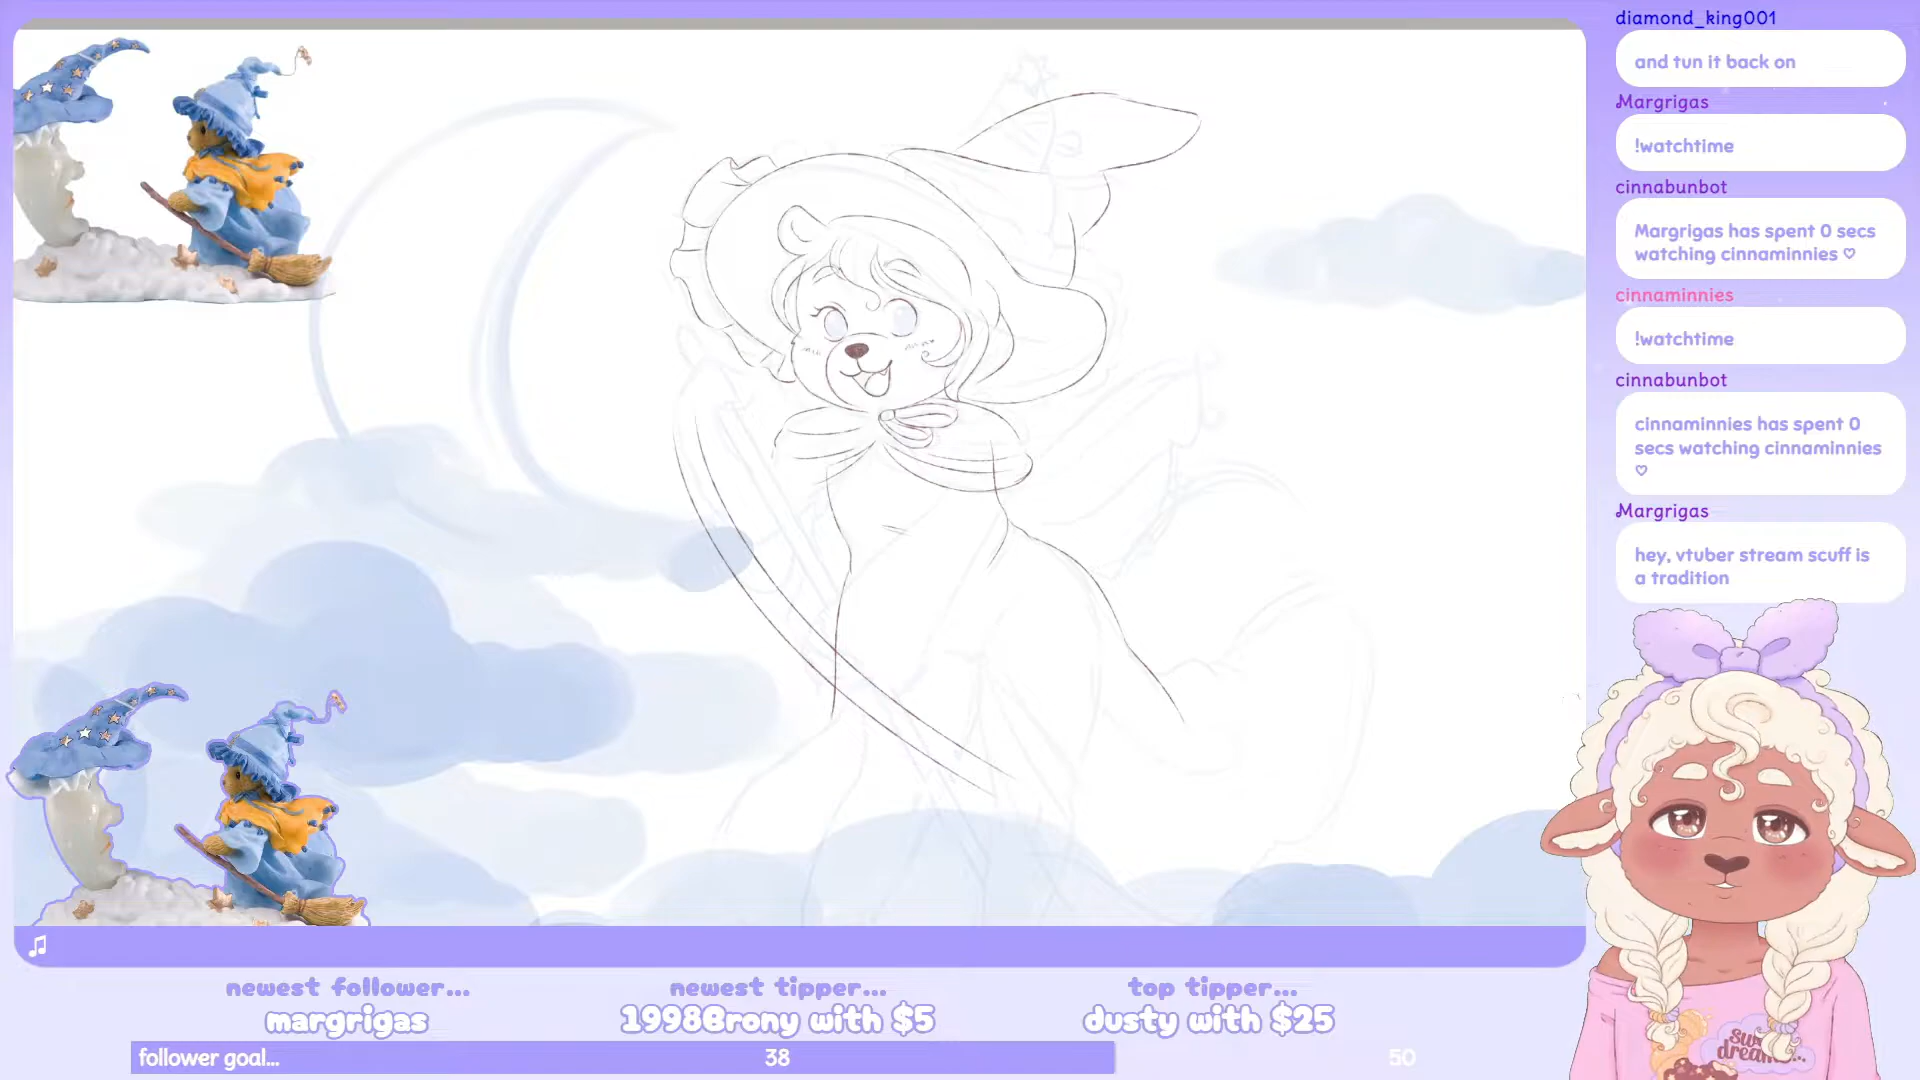 diamond_king001
and tun it back on
Margrigas
!watchtime
cinnabunbot
Margrigas has spent 0 secs
watching cinnaminnies ♡
cinnaminnies
!watchtime
cinnabunbot
cinnaminnies has spent 0
secs watching cinnaminnies
♡
Margrigas
hey, vtuber stream scuff is
a tradition
newest follower...
margrigas
newest tipper...
1998Brony with $5
top tipper...
dusty with $25
follower goal...
38
50